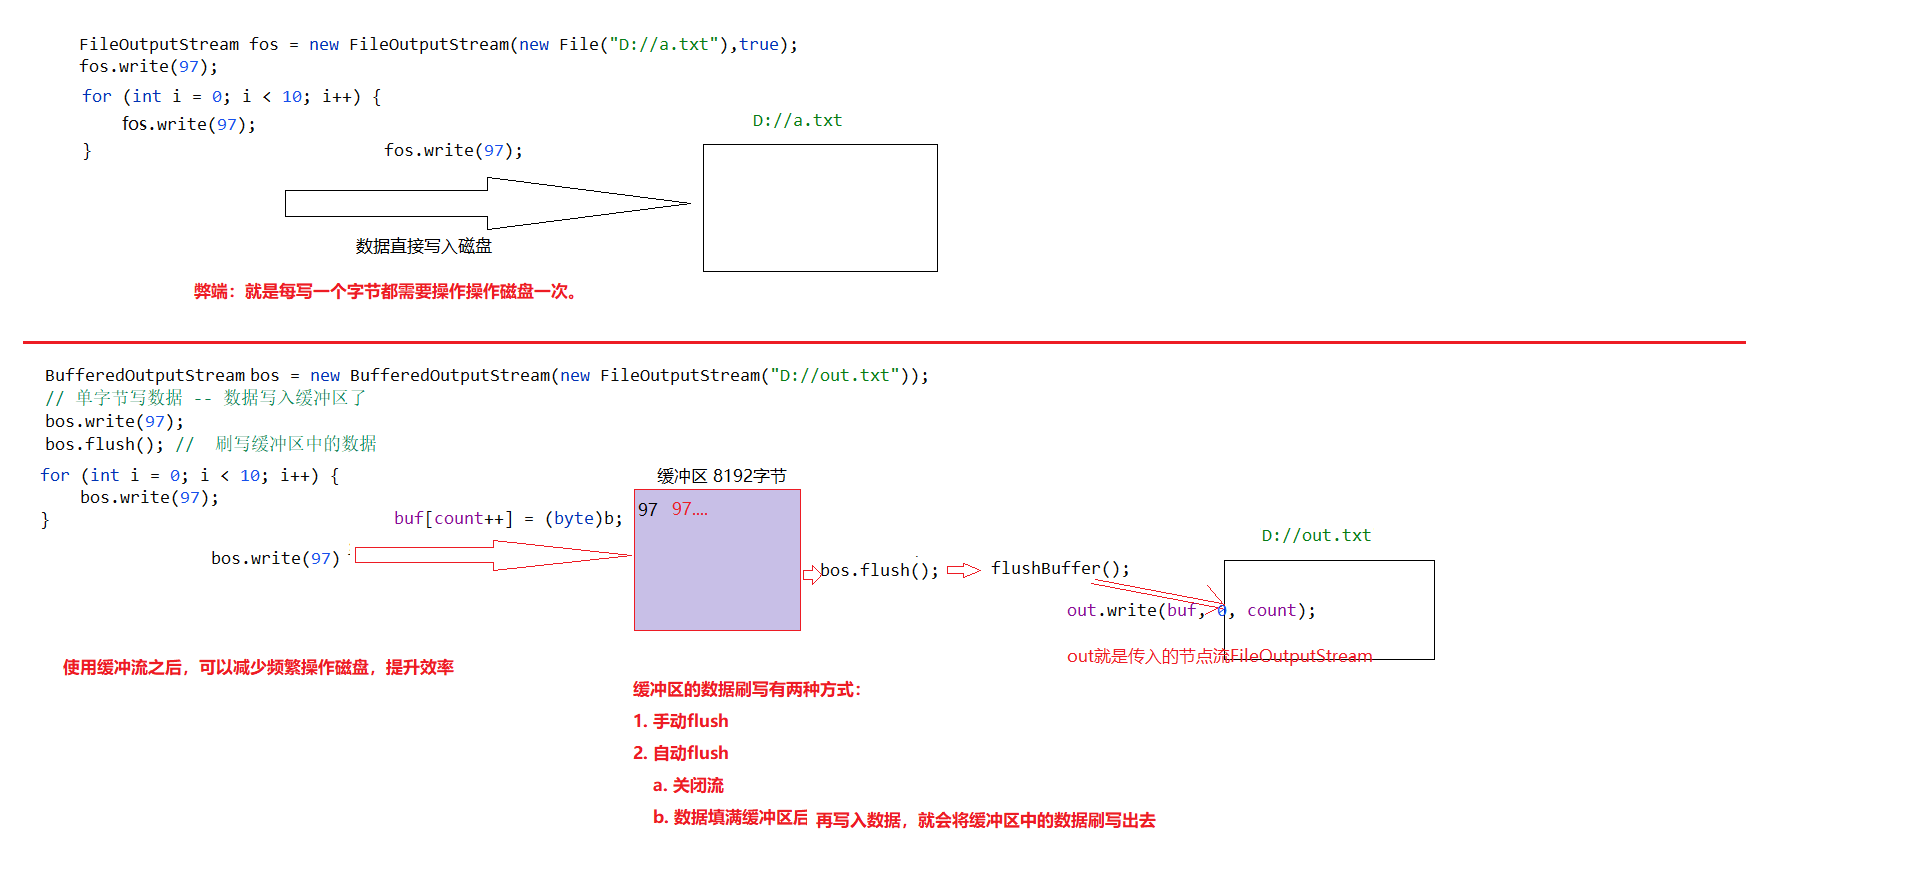 FileOutputStream fos = new FileOutputStream(new File("D://a.txt"),true);
fos.write(97);
for (int i = 0; i < 10; i++) {
fos.write(97);
}
fos.write(97);
D://a.txt
数据直接写入磁盘
弊端：就是每写一个字节都需要操作操作磁盘一次。
BufferedOutputStream bos = new BufferedOutputStream(new FileOutputStream("D://out.txt"));
// 单字节写数据 -- 数据写入缓冲区了
bos.write(97);
bos.flush(); // 刷写缓冲区中的数据
for (int i = 0; i < 10; i++) {
bos.write(97);
}
bos.write(97)
buf[count++] = (byte)b;
缓冲区 8192字节
97 97....
bos.flush();
flushBuffer();
D://out.txt
out.write(buf, 0, count);
out就是传入的节点流FileOutputStream
使用缓冲流之后，可以减少频繁操作磁盘，提升效率
缓冲区的数据刷写有两种方式：
1. 手动flush
2. 自动flush
a. 关闭流
b. 数据填满缓冲区后 再写入数据，就会将缓冲区中的数据刷写出去